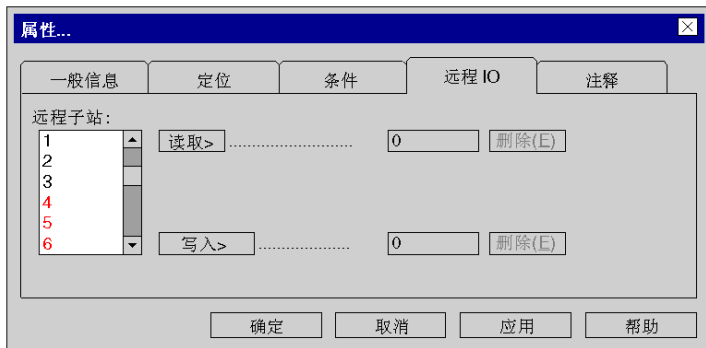 属性...
一般信息 定位 条件 远程 IO 注释
远程子站:
1 读取> ........................... 0 删除(E)
2
3
4
5
6 写入> .................... 0 删除(E)
确定 取消 应用 帮助